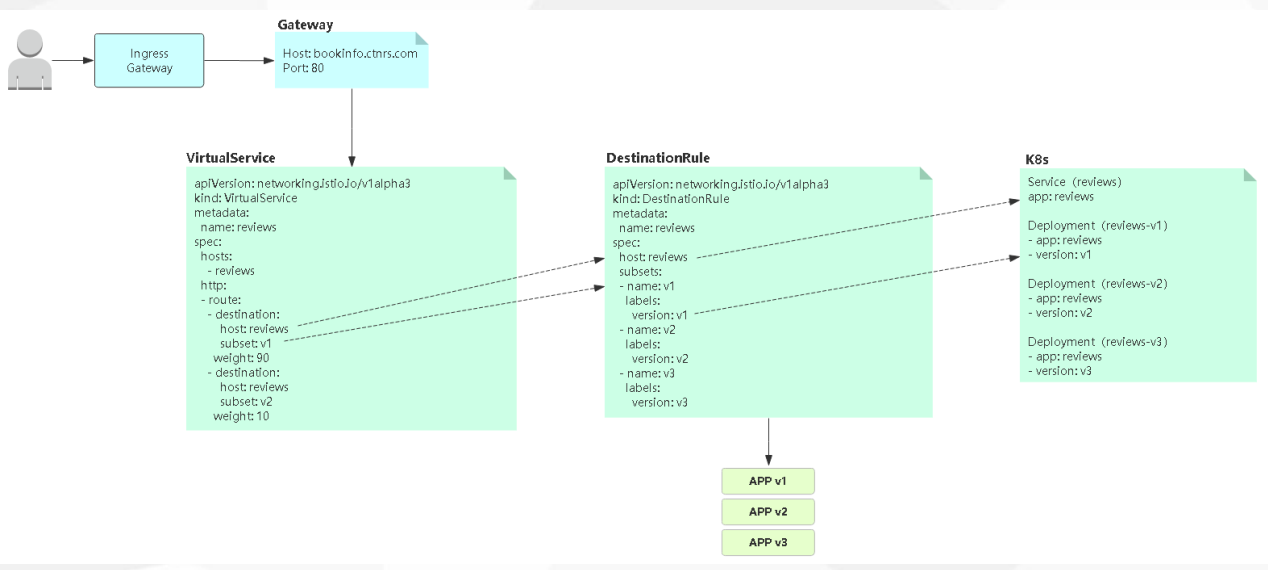 Gateway
Ingress
Gateway
Host: bookinfo.ctnrs.com
Port: 80
VirtualService
apiVersion: networking.istio.io/v1alpha3
kind: VirtualService
metadata:
name: reviews
spec:
hosts:
- reviews
http:
- route:
- destination:
host: reviews
subset: v1
weight: 90
- destination:
host: reviews
subset: v2
weight: 10
DestinationRule
apiVersion: networking.istio.io/v1alpha3
kind: DestinationRule
metadata:
name: reviews
spec:
host: reviews
subsets:
- name: v1
labels:
version: v1
- name: v2
labels:
version: v2
- name: v3
labels:
version: v3
K8s
Service（reviews）
app: reviews
Deployment（reviews-v1）
- app: reviews
- version: v1
Deployment（reviews-v2）
- app: reviews
- version: v2
Deployment（reviews-v3）
- app: reviews
- version: v3
APP v1
APP v2
APP v3